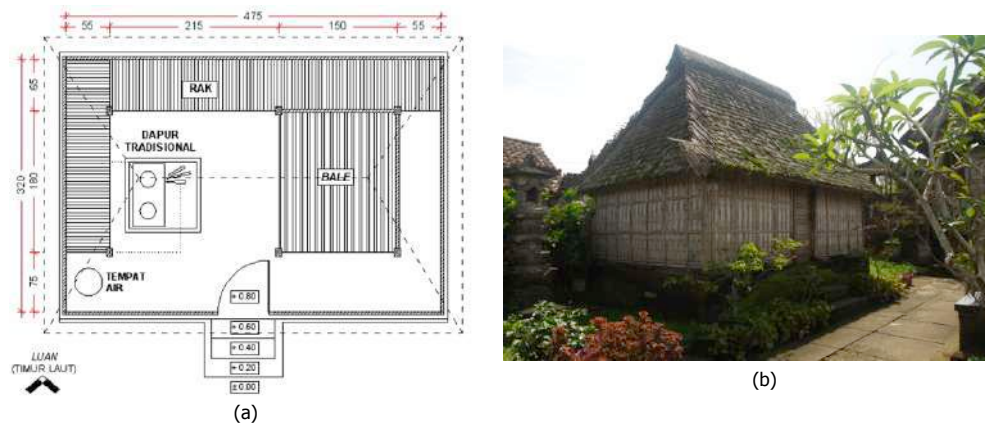 475
55 215 150 55
65
320
180
75
RAK
DAPUR
TRADISIONAL
BALE
TEMPAT
AIR
+ 0.80
+ 0.60
+ 0.40
+ 0.20
± 0.00
LUAN
(TIMUR LAUT)
(a)
(b)